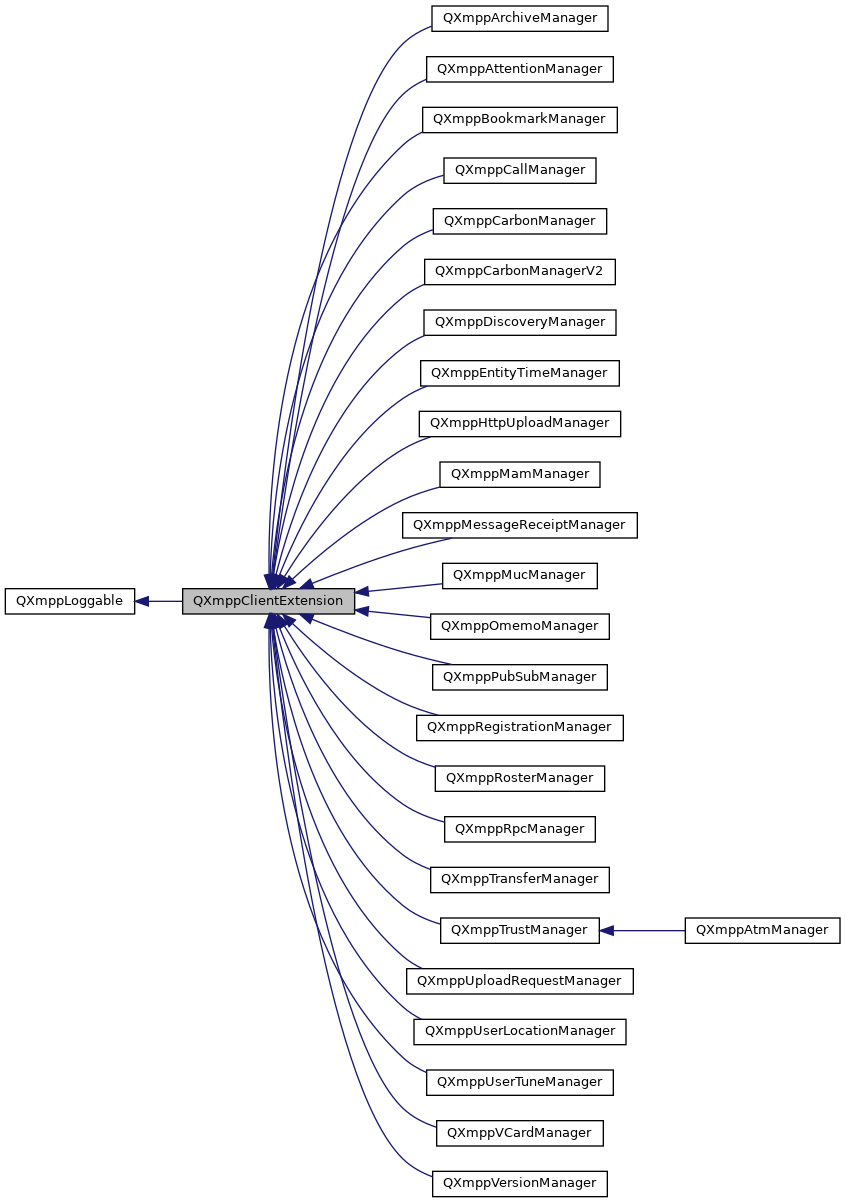 QXmppArchiveManager
QXmppAttentionManager
QXmppBookmarkManager
QXmppCallManager
QXmppCarbonManager
QXmppCarbonManagerV2
QXmppDiscoveryManager
QXmppEntityTimeManager
QXmppHttpUploadManager
QXmppMamManager
QXmppMessageReceiptManager
QXmppMucManager
QXmppLoggable
QXmppClientExtension
QXmppOmemoManager
QXmppPubSubManager
QXmppRegistrationManager
QXmppRosterManager
QXmppRpcManager
QXmppTransferManager
QXmppTrustManager
QXmppAtmManager
QXmppUploadRequestManager
QXmppUserLocationManager
QXmppUserTuneManager
QXmppVCardManager
QXmppVersionManager